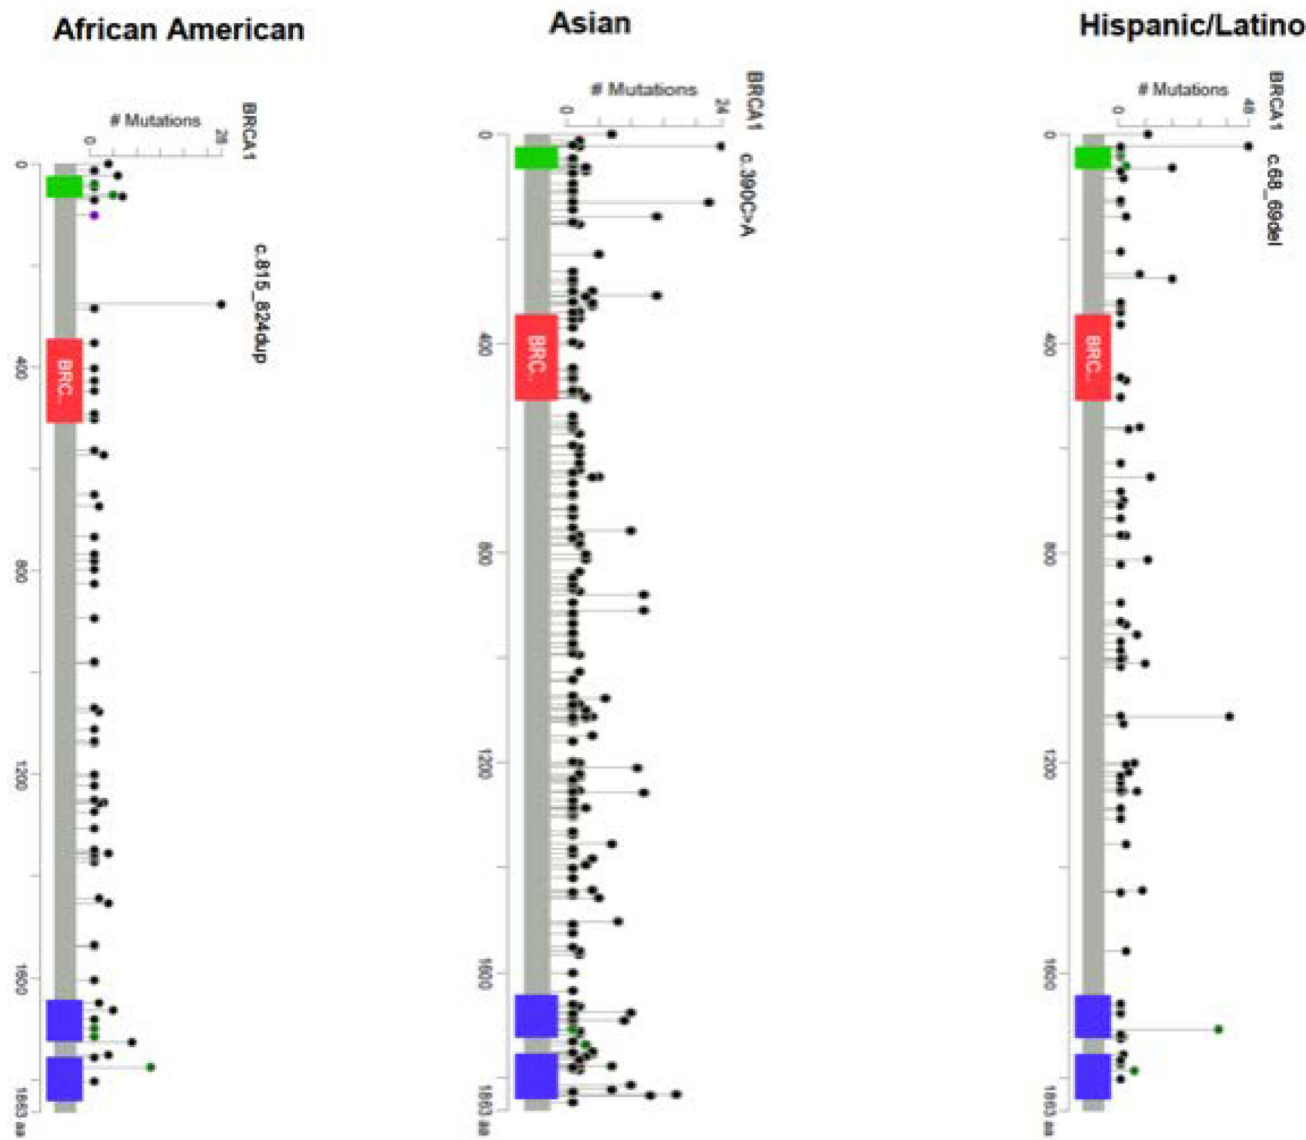 African American
Asian
Hispanic/Latino
BRCA1
# Mutations
0
28
c.815_824dup
BRC..
0
400
800
1200
1600
1863 aa
BRCA1
# Mutations
0
24
c.390C>A
BRC..
0
400
800
1200
1600
1863 aa
BRCA1
# Mutations
0
48
c.68_69del
BRC..
0
400
800
1200
1600
1863 aa